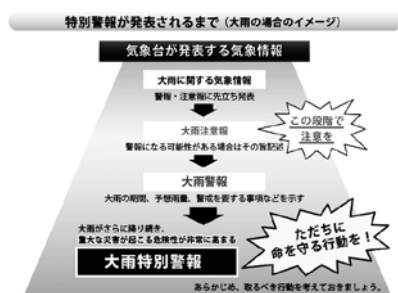 特別警報が発表されるまで（大雨の場合のイメージ）
気象台が発表する気象情報
大雨に関する気象情報
警報・注意報に先立ち発表
大雨注意報
警報になる可能性がある場合はその旨記述
この段階で
注意を
大雨警報
大雨の期間、予想雨量、警戒を要する事項などを示す
大雨がさらに降り続き、
重大な災害が起こる危険性が非常に高まる
ただちに
命を守る行動を！
大雨特別警報
あらかじめ、取るべき行動を考えておきましょう。